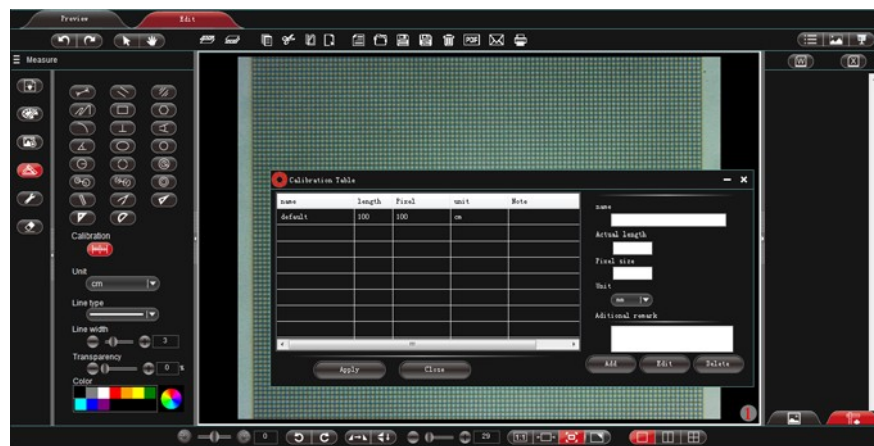 Preview
Edit
PDF
Measure
W
X
Calibration Table
name length Pixel unit Note
default 100 100 cm
name
Actual length
Pixel size
Unit
mm
Aditional remark
Add Edit Delete
Apply Close
Calibration
Unit
cm
Line type
Line width
3
Transparency
0 %
Color
1
0
29
1:1